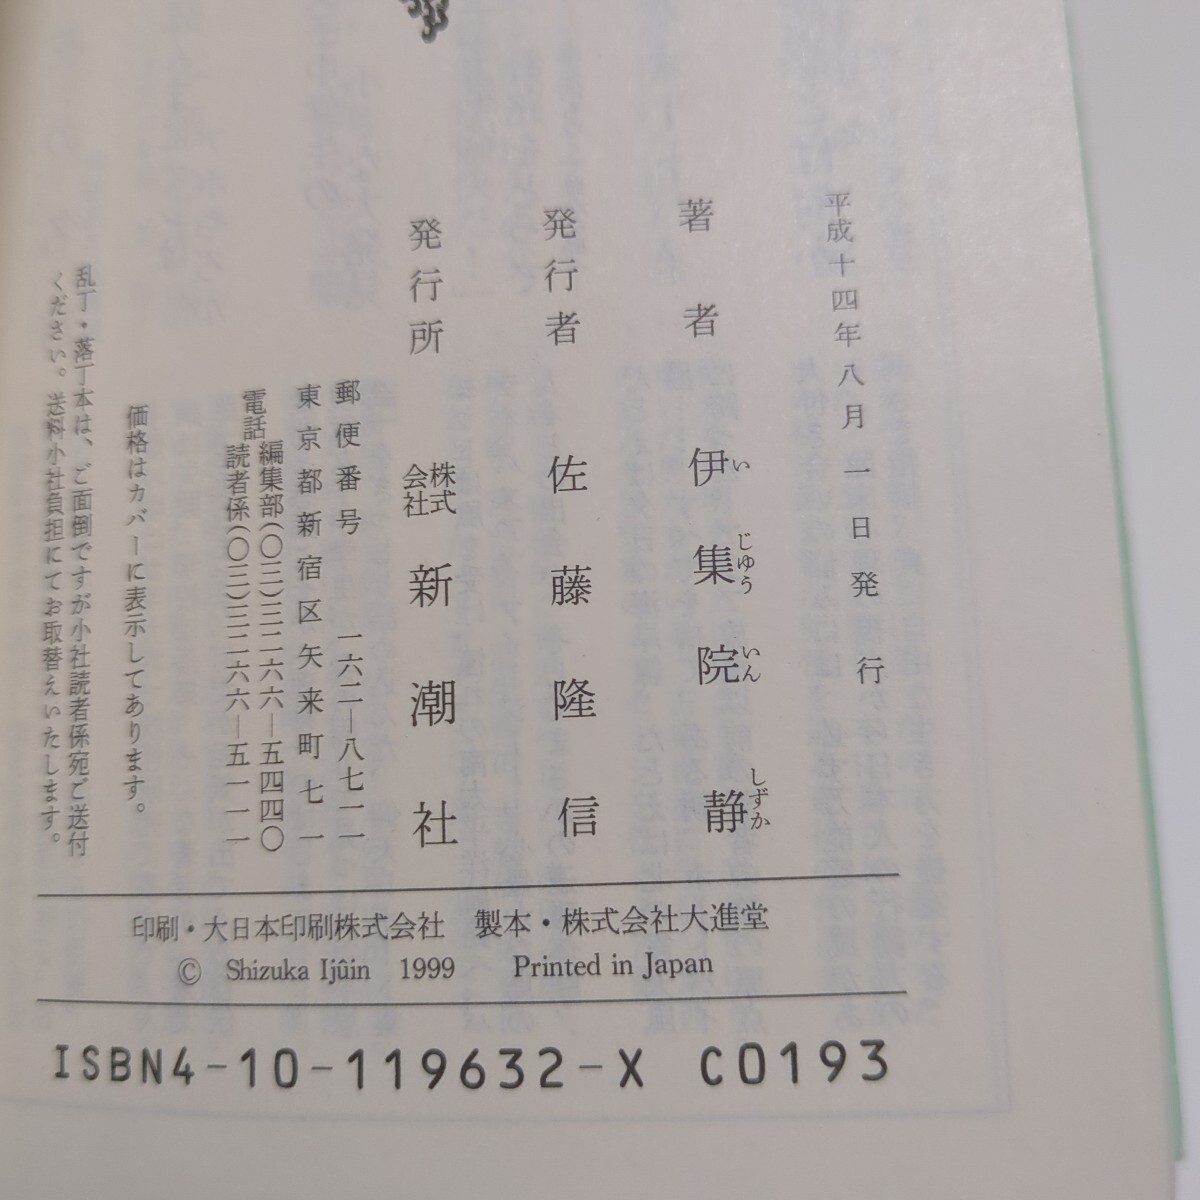 平成十四年八月一日発行
著者 伊集院静
いじゅういんしずか
発行者 佐藤隆信
発行所 株式会社 新潮社
郵便番号 一六二―八七一一
東京都新宿区矢来町七一
電話 編集部(〇三)三二六六―五四四〇
読者係(〇三)三二六六―五一一一
価格はカバーに表示してあります。
乱丁・落丁本は、ご面倒ですが小社読者係宛ご送付
ください。送料小社負担にてお取替えいたします。
印刷・大日本印刷株式会社 製本・株式会社大進堂
© Shizuka Ijûin 1999 Printed in Japan
ISBN4-10-119632-X C0193